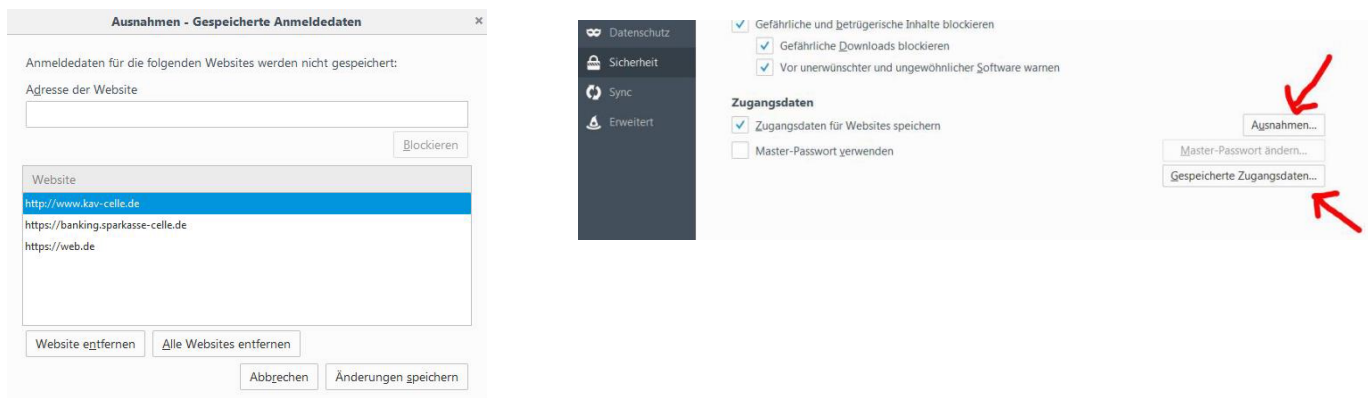 Ausnahmen - Gespeicherte Anmeldedaten
×
Anmeldedaten für die folgenden Websites werden nicht gespeichert:
Adresse der Website
Blockieren
Website
http://www.kav-celle.de
https://banking.sparkasse-celle.de
https://web.de
Website entfernen
Alle Websites entfernen
Abbrechen
Änderungen speichern
Datenschutz
Sicherheit
Sync
Erweitert
Gefährliche und betrügerische Inhalte blockieren
Gefährliche Downloads blockieren
Vor unerwünschter und ungewöhnlicher Software warnen
Zugangsdaten
Zugangsdaten für Websites speichern
Ausnahmen...
Master-Passwort verwenden
Master-Passwort ändern...
Gespeicherte Zugangsdaten...